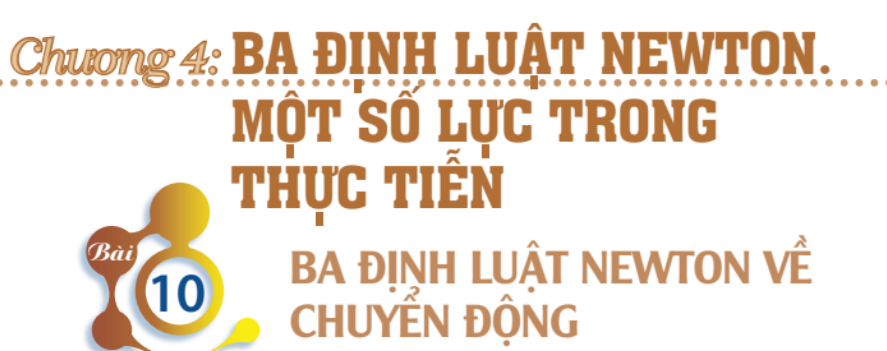 Chương 4: BA ĐỊNH LUẬT NEWTON.
MỘT SỐ LỰC TRONG
THỰC TIỄN
Bài
10
BA ĐỊNH LUẬT NEWTON VỀ
CHUYỂN ĐỘNG